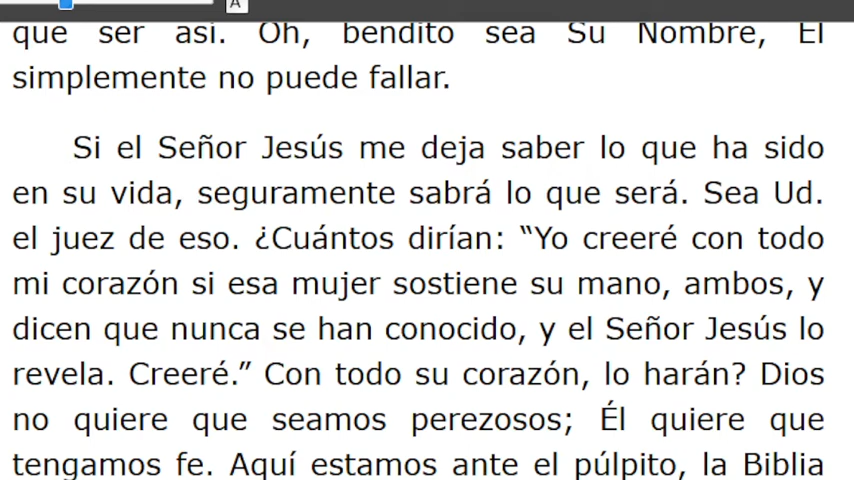 A
que ser así. Oh, bendito sea Su Nombre, Él
simplemente no puede fallar.
Si el Señor Jesús me deja saber lo que ha sido
en su vida, seguramente sabrá lo que será. Sea Ud.
el juez de eso. ¿Cuántos dirían: “Yo creeré con todo
mi corazón si esa mujer sostiene su mano, ambos, y
dicen que nunca se han conocido, y el Señor Jesús lo
revela. Creeré.” Con todo su corazón, lo harán? Dios
no quiere que seamos perezosos; Él quiere que
tengamos fe. Aquí estamos ante el púlpito, la Biblia